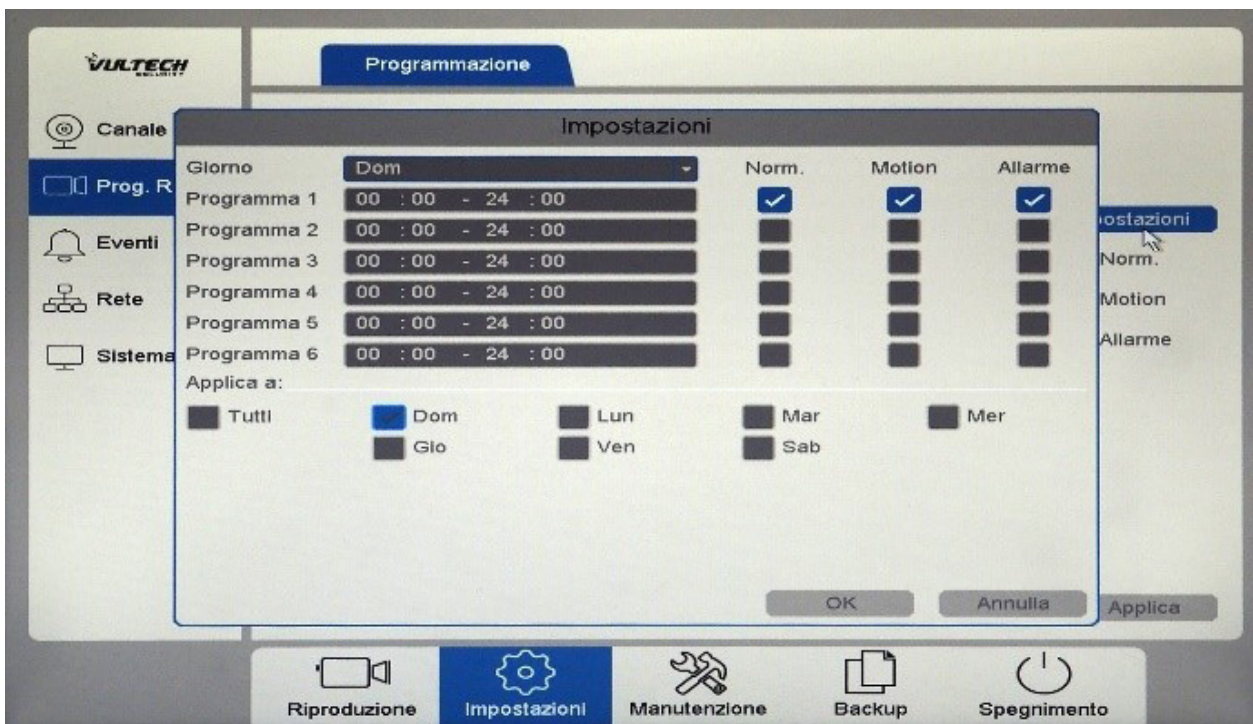 VULTECH
SECURITY
Programmazione
Canale
Prog. R
Eventi
Rete
Sistema
Impostazioni
Giorno Dom Norm. Motion Allarme
Programma 1 00 : 00 - 24 : 00
Programma 2 00 : 00 - 24 : 00
Programma 3 00 : 00 - 24 : 00
Programma 4 00 : 00 - 24 : 00
Programma 5 00 : 00 - 24 : 00
Programma 6 00 : 00 - 24 : 00
Applica a:
Tutti Dom Lun Mar Mer
Gio Ven Sab
OK Annulla
postazioni
Norm.
Motion
Allarme
Applica
Riproduzione Impostazioni Manutenzione Backup Spegnimento